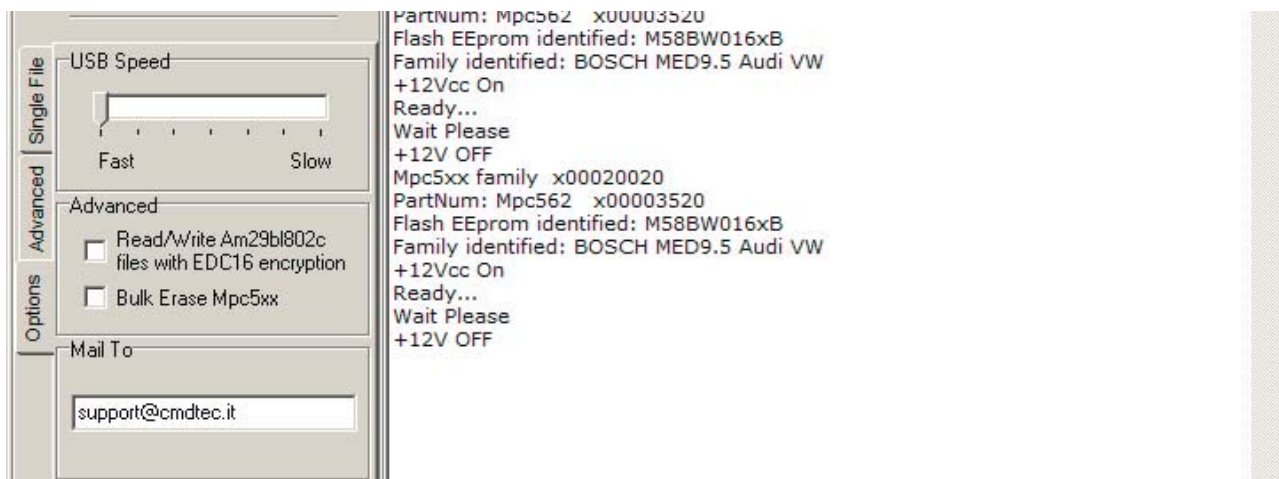 Single File
Advanced
Options
USB Speed
Fast Slow
Advanced
Read/Write Am29bl802c
files with EDC16 encryption
Bulk Erase Mpc5xx
Mail To
support@cmdtec.it
PartNum: Mpc562 x00003520
Flash EEprom identified: M58BW016xB
Family identified: BOSCH MED9.5 Audi VW
+12Vcc On
Ready...
Wait Please
+12V OFF
Mpc5xx family x00020020
PartNum: Mpc562 x00003520
Flash EEprom identified: M58BW016xB
Family identified: BOSCH MED9.5 Audi VW
+12Vcc On
Ready...
Wait Please
+12V OFF